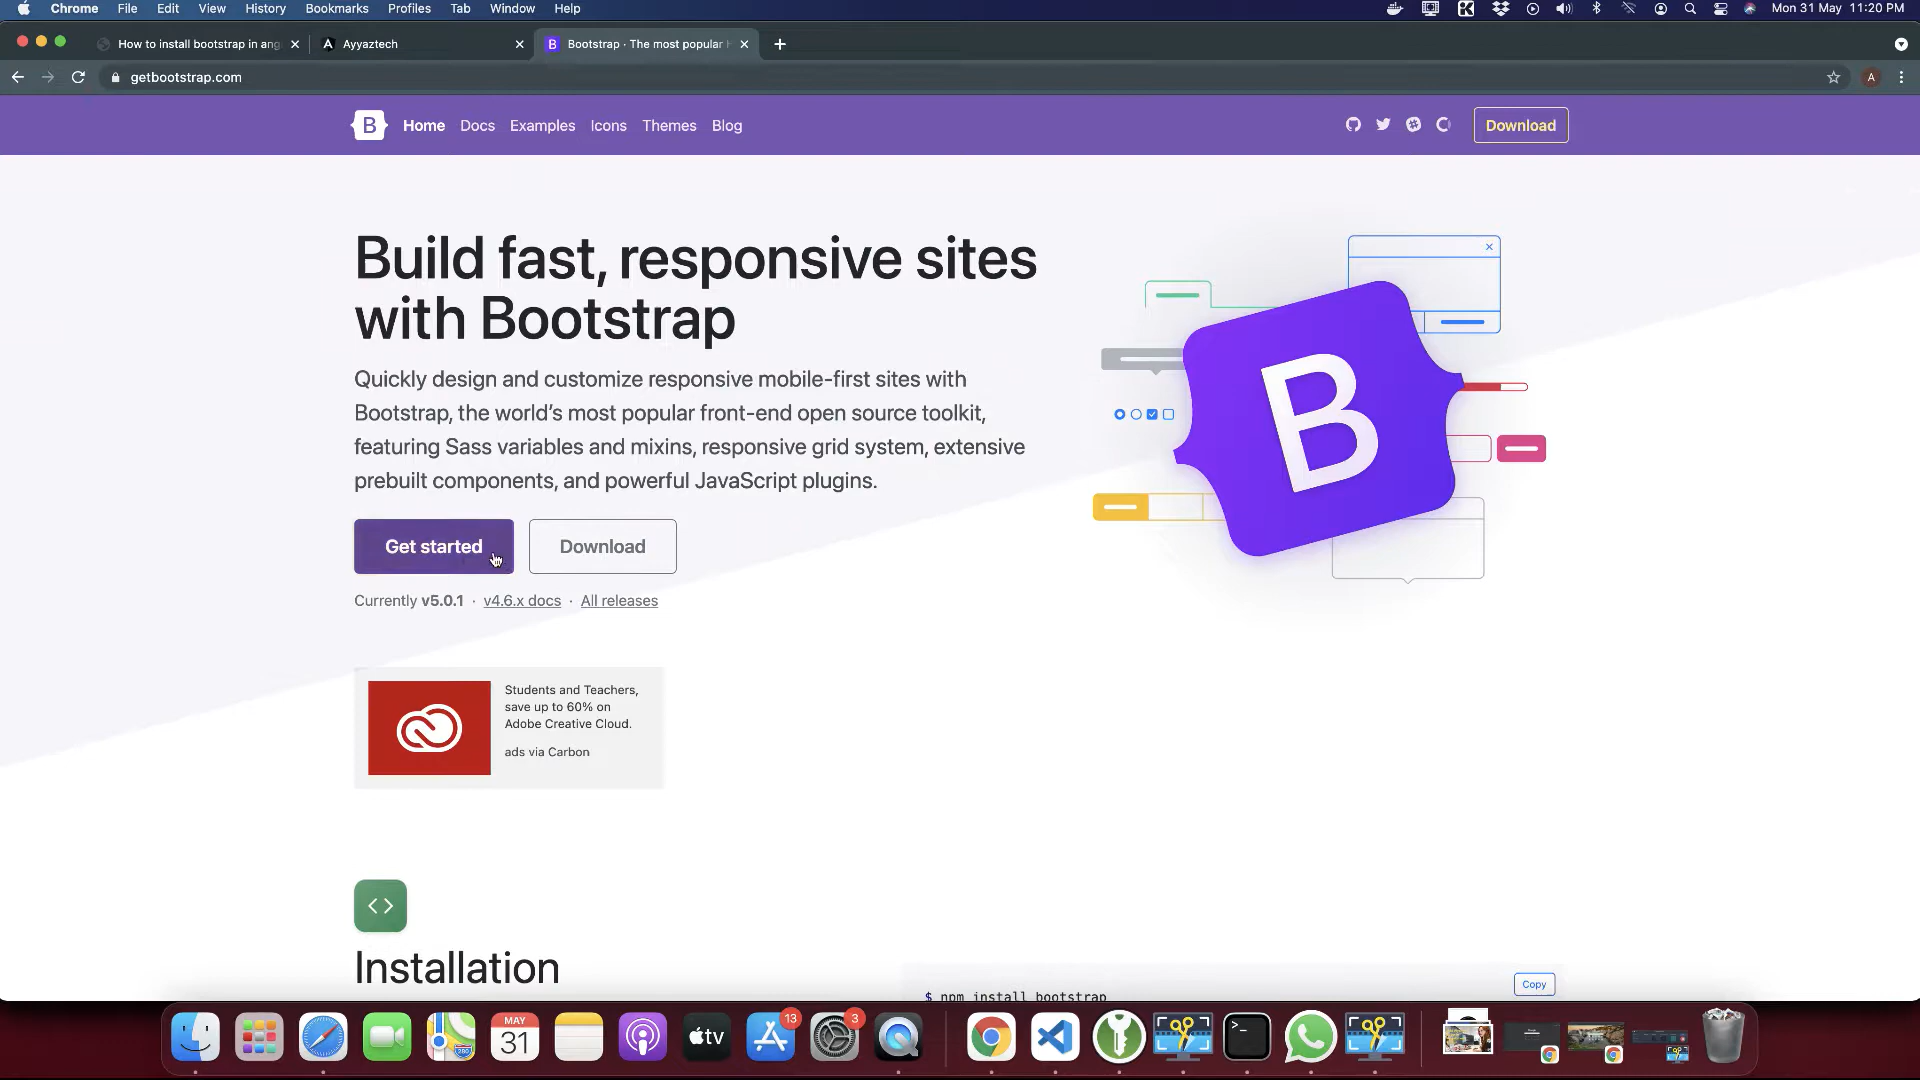 Chrome File Edit View History Bookmarks Profiles Tab Window Help Mon 31 May 11:20 PM
How to install bootstrap in ang Ayyaztech B Bootstrap · The most popular
getbootstrap.com A
B Home Docs Examples Icons Themes Blog Download
Build fast, responsive sites
with Bootstrap
Quickly design and customize responsive mobile-first sites with
Bootstrap, the world’s most popular front-end open source toolkit,
featuring Sass variables and mixins, responsive grid system, extensive
prebuilt components, and powerful JavaScript plugins.
B
Get started Download
Currently v5.0.1 · v4.6.x docs · All releases
Students and Teachers,
save up to 60% on
Adobe Creative Cloud.
ads via Carbon
Installation
Copy
$ npm install bootstrap
MAY
31
tv
13
3